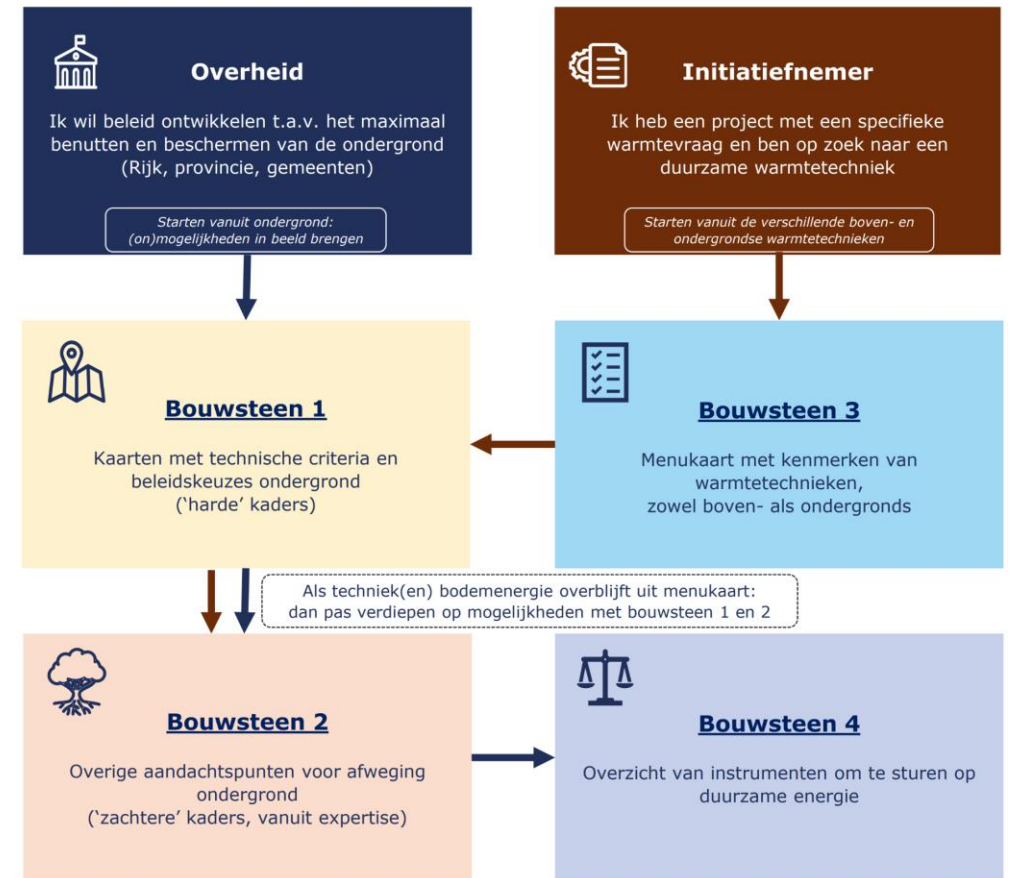 Overheid
Ik wil beleid ontwikkelen t.a.v. het maximaal
benutten en beschermen van de ondergrond
(Rijk, provincie, gemeenten)
Starten vanuit ondergrond:
(on)mogelijkheden in beeld brengen
Initiatiefnemer
Ik heb een project met een specifieke
warmtevraag en ben op zoek naar een
duurzame warmtetechniek
Starten vanuit de verschillende boven- en
ondergrondse warmtetechnieken
Bouwsteen 1
Kaarten met technische criteria en
beleidskeuzes ondergrond
(‘harde’ kaders)
Bouwsteen 3
Menukaart met kenmerken van
warmtetechnieken,
zowel boven- als ondergronds
Als techniek(en) bodemenergie overblijft uit menukaart:
dan pas verdiepen op mogelijkheden met bouwsteen 1 en 2
Bouwsteen 2
Overige aandachtspunten voor afweging
ondergrond
(‘zachtere’ kaders, vanuit expertise)
Bouwsteen 4
Overzicht van instrumenten om te sturen op
duurzame energie